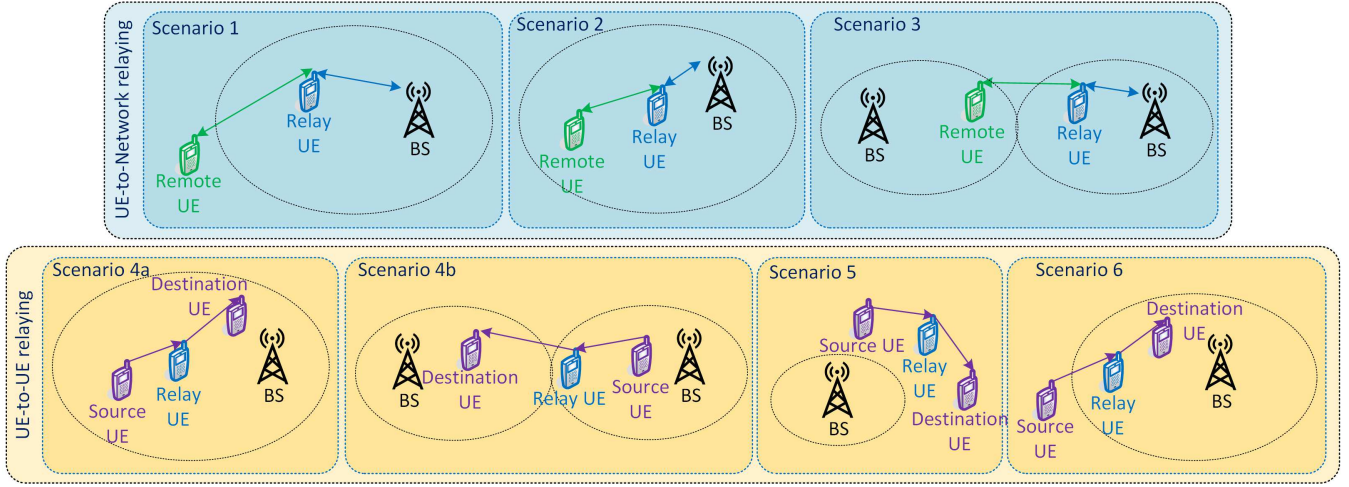 UE-to-Network relaying
Scenario 1
Relay
UE
BS
Remote
UE
Scenario 2
BS
Relay
UE
Remote
UE
Scenario 3
BS
Remote
UE
Relay
UE
BS
UE-to-UE relaying
Scenario 4a
Destination
UE
Source
UE
Relay
UE
BS
Scenario 4b
BS
Destination
UE
Relay UE
Source
UE
BS
Scenario 5
Source UE
Relay
UE
BS
Destination
UE
Scenario 6
Destination
UE
Relay
UE
BS
Source
UE